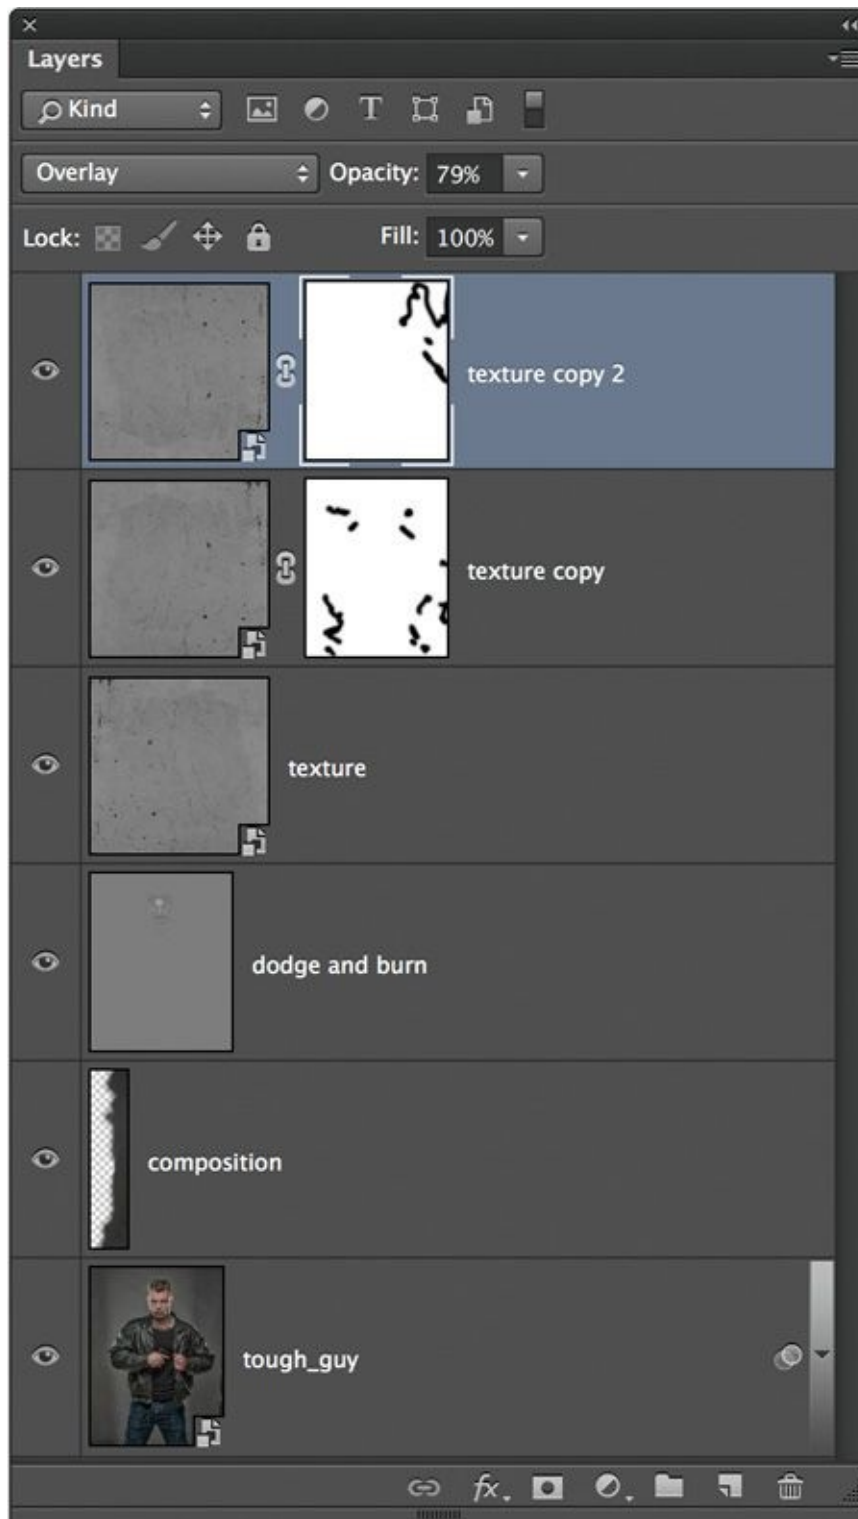 Layers
Kind
Overlay Opacity: 79%
Lock: Fill: 100%
texture copy 2
texture copy
texture
dodge and burn
composition
tough_guy
fx